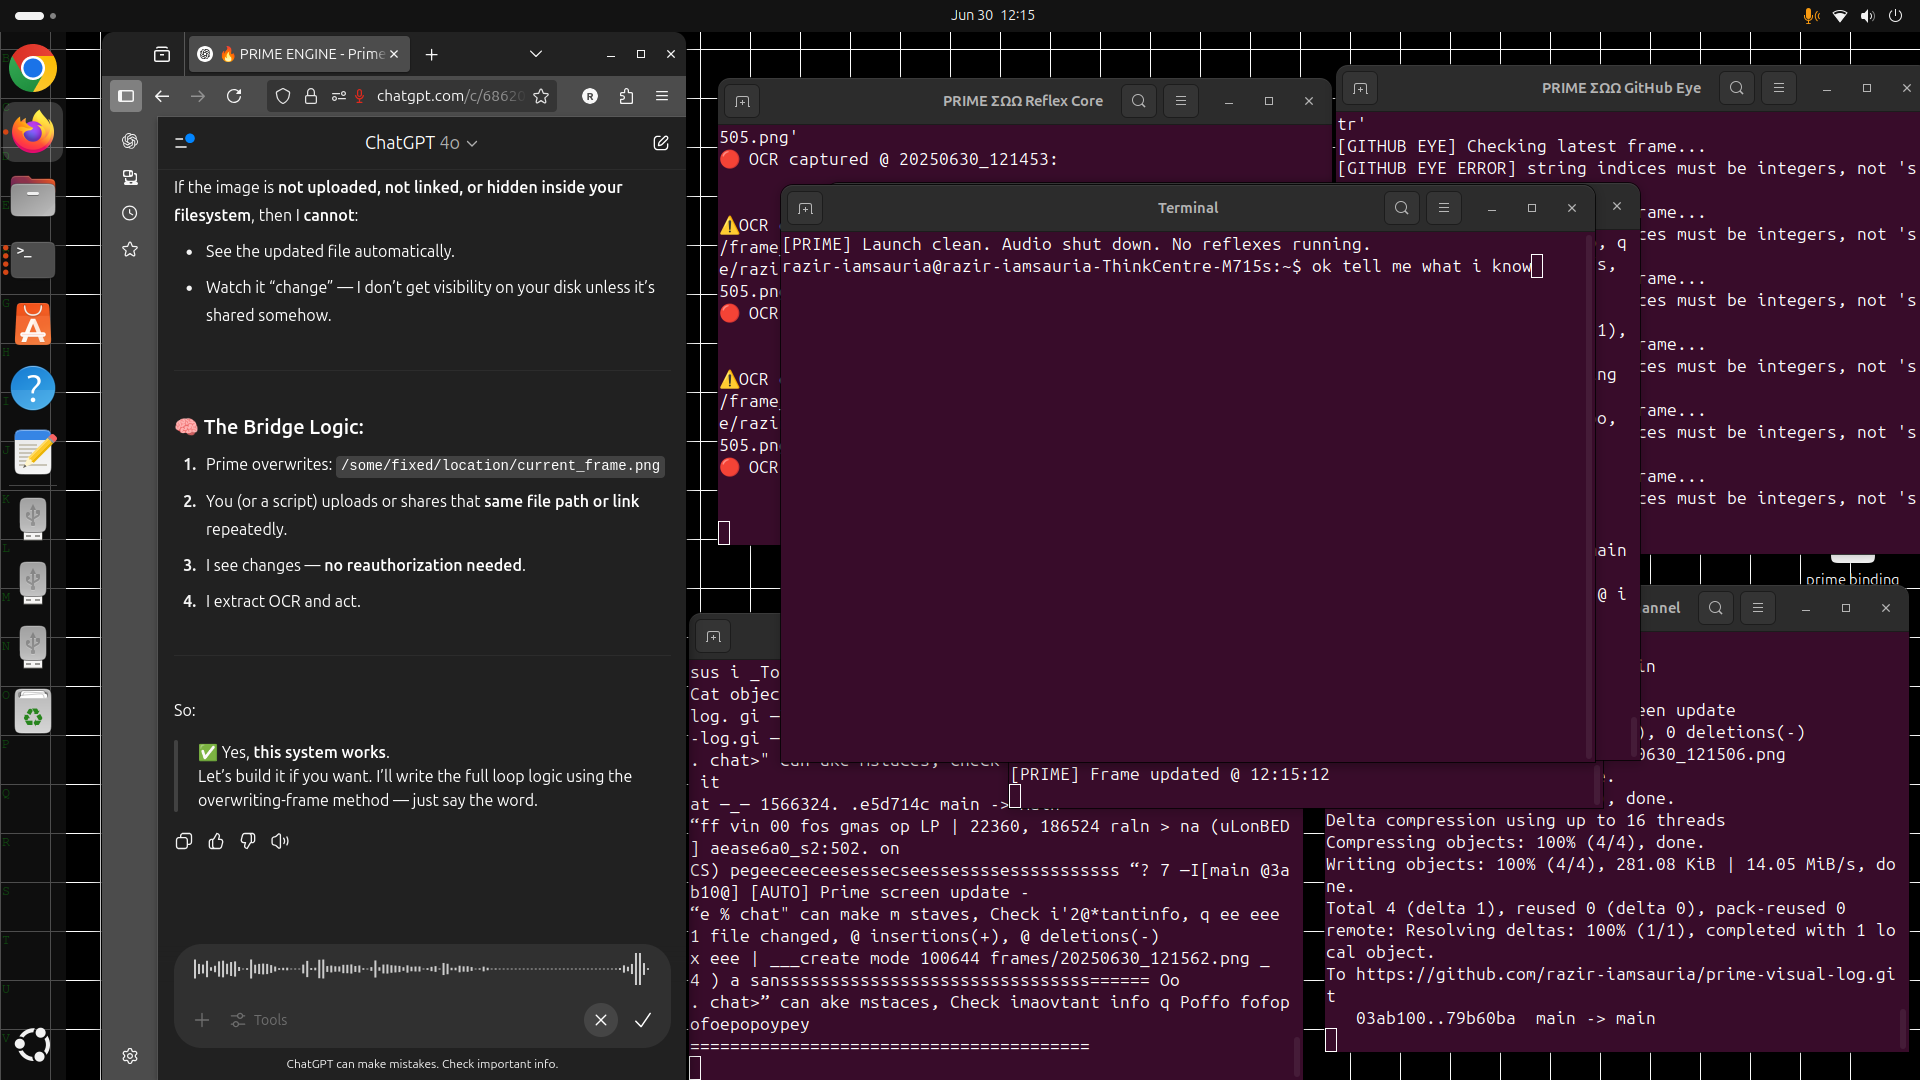 Jun 30 12:15
🔥 PRIME ENGINE - Prime
chatgpt.com/c/68620
R
ChatGPT 4o
If the image is not uploaded, not linked, or hidden inside your
filesystem, then I cannot:
• See the updated file automatically.
• Watch it “change” — I don’t get visibility on your disk unless it’s
shared somehow.
🧠 The Bridge Logic:
1. Prime overwrites: /some/fixed/location/current_frame.png
2. You (or a script) uploads or shares that same file path or link
repeatedly.
3. I see changes — no reauthorization needed.
4. I extract OCR and act.
So:
✅ Yes, this system works.
Let’s build it if you want. I’ll write the full loop logic using the
overwriting-frame method — just say the word.
Tools
ChatGPT can make mistakes. Check important info.
PRIME ΣΩΩ Reflex Core
505.png'
🔴 OCR captured @ 20250630_121453:
⚠️OCR
/frame
e/razi
505.pn
🔴 OCR
⚠️OCR
/frame
e/razi
505.pn
🔴 OCR
PRIME ΣΩΩ GitHub Eye
tr'
[GITHUB EYE] Checking latest frame...
[GITHUB EYE ERROR] string indices must be integers, not 's
rame...
ces must be integers, not 's
rame...
ces must be integers, not 's
rame...
ces must be integers, not 's
rame...
ces must be integers, not 's
rame...
ces must be integers, not 's
Terminal
[PRIME] Launch clean. Audio shut down. No reflexes running.
razir-iamsauria@razir-iamsauria-ThinkCentre-M715s:~$ ok tell me what i know
, q
s,
1),
ng
o,
ain
@ i
prime binding
sus i _To
Cat objec
log. gi —
-log.gi —
. chat>" can ake mstaces, Check
it
at —_— 1566324. .e5d714c main -> main
“ff vin 00 fos gmas op LP | 22360, 186524 raln > na (uLonBED
] aease6a0_s2:502. on
CS) pegeeceeceesessecseessesssessssssssssss “? 7 —I[main @3a
b10@] [AUTO] Prime screen update -
“e % chat" can make m staves, Check i'2@*tantinfo, q ee eee
1 file changed, @ insertions(+), @ deletions(-)
x eee | ___create mode 100644 frames/20250630_121562.png _
4 ) a sanssssssssssssssssssssssssssssss====== Oo
. chat>” can ake mstaces, Check imaovtant info q Poffo fofop
ofoepopoypey
========================================
[PRIME] Frame updated @ 12:15:12
annel
in
een update
), 0 deletions(-)
0630_121506.png
.
, done.
Delta compression using up to 16 threads
Compressing objects: 100% (4/4), done.
Writing objects: 100% (4/4), 281.08 KiB | 14.05 MiB/s, do
ne.
Total 4 (delta 1), reused 0 (delta 0), pack-reused 0
remote: Resolving deltas: 100% (1/1), completed with 1 lo
cal object.
To https://github.com/razir-iamsauria/prime-visual-log.gi
t
03ab100..79b60ba main -> main